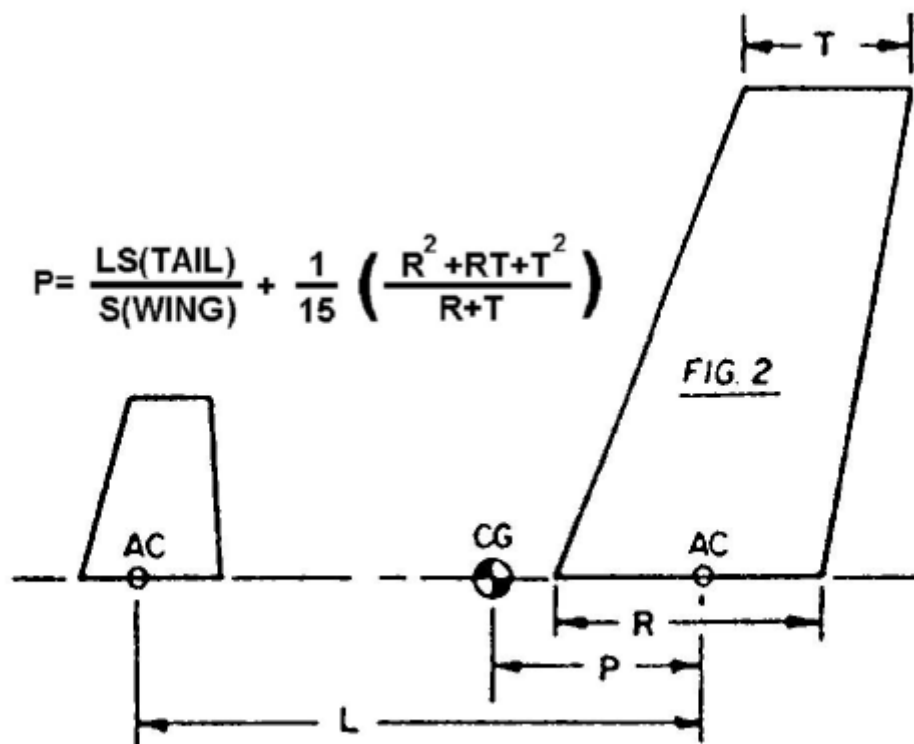 T
P= LS(TAIL)/S(WING) + 1/15 (R²+RT+T²/R+T)
FIG. 2
AC
CG
AC
R
P
L